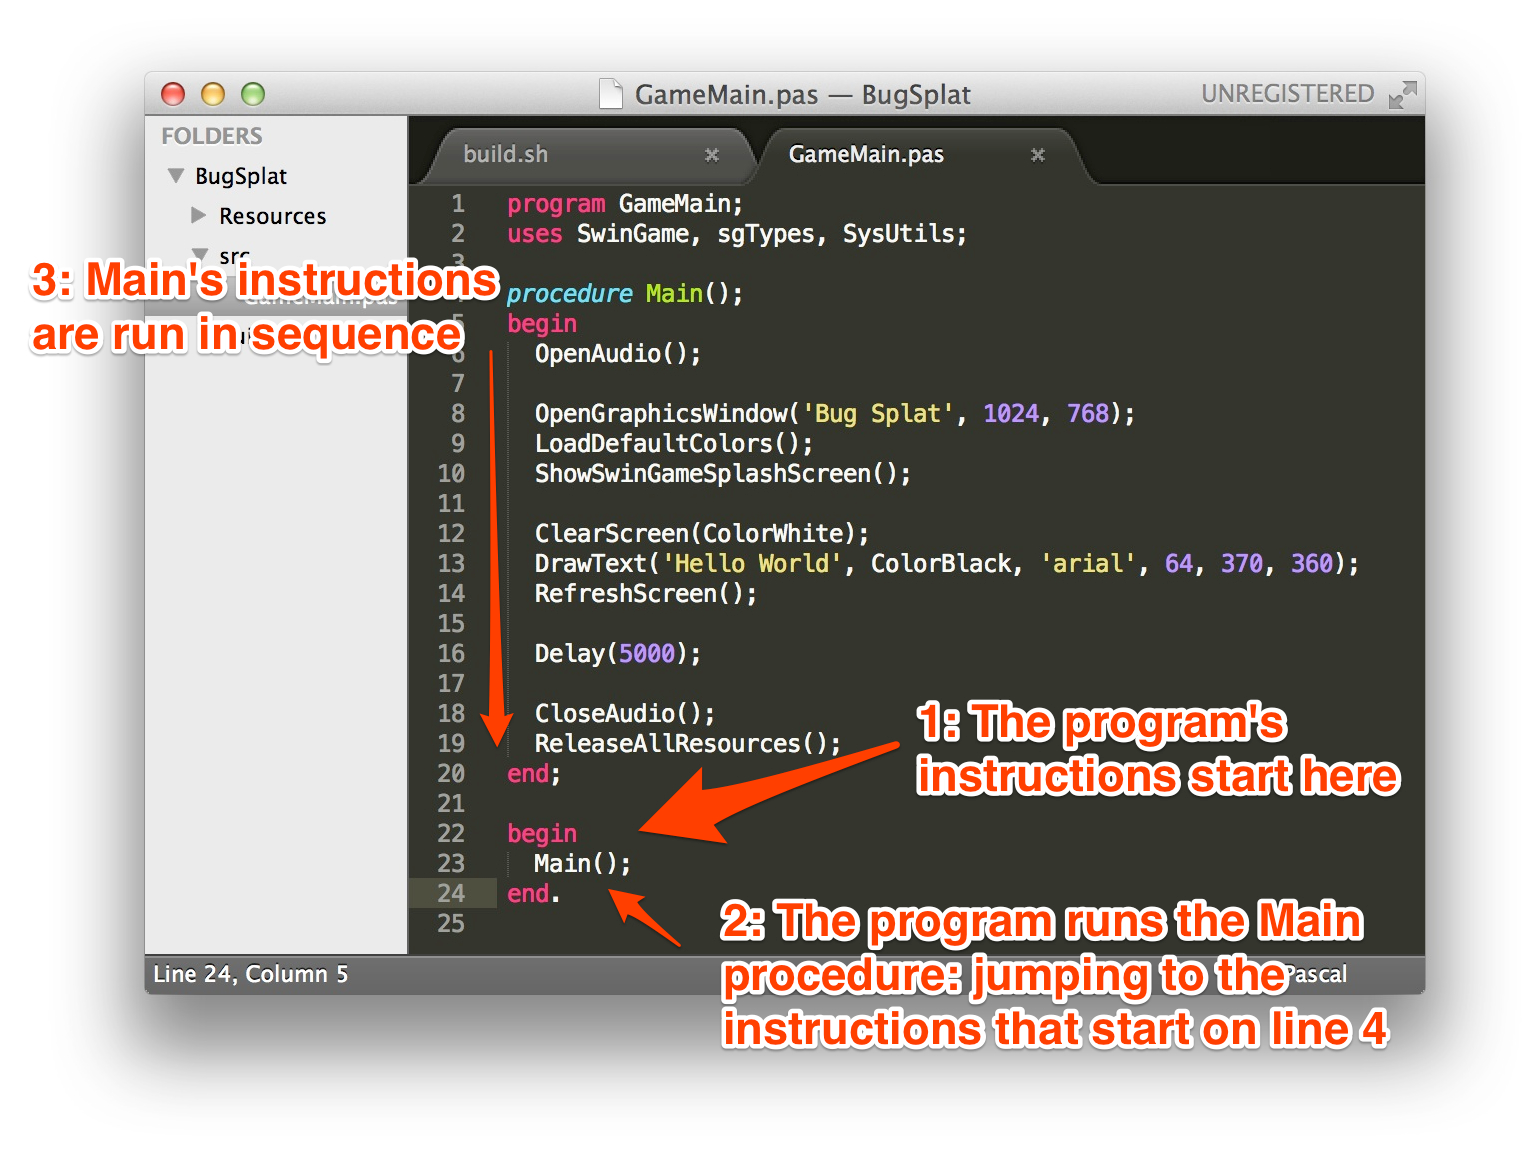 GameMain.pas — BugSplat
UNREGISTERED
FOLDERS
BugSplat
Resources
src
GameMain.pas
build.sh
GameMain.pas
1 program GameMain;
2 uses SwinGame, sgTypes, SysUtils;
3
procedure Main();
5 begin
6 OpenAudio();
7
8 OpenGraphicsWindow('Bug Splat', 1024, 768);
9 LoadDefaultColors();
10 ShowSwinGameSplashScreen();
11
12 ClearScreen(ColorWhite);
13 DrawText('Hello World', ColorBlack, 'arial', 64, 370, 360);
14 RefreshScreen();
15
16 Delay(5000);
17
18 CloseAudio();
19 ReleaseAllResources();
20 end;
21
22 begin
23 Main();
24 end.
25
3: Main's instructions
are run in sequence
1: The program's
instructions start here
2: The program runs the Main
procedure: jumping to the
instructions that start on line 4
Line 24, Column 5
Pascal